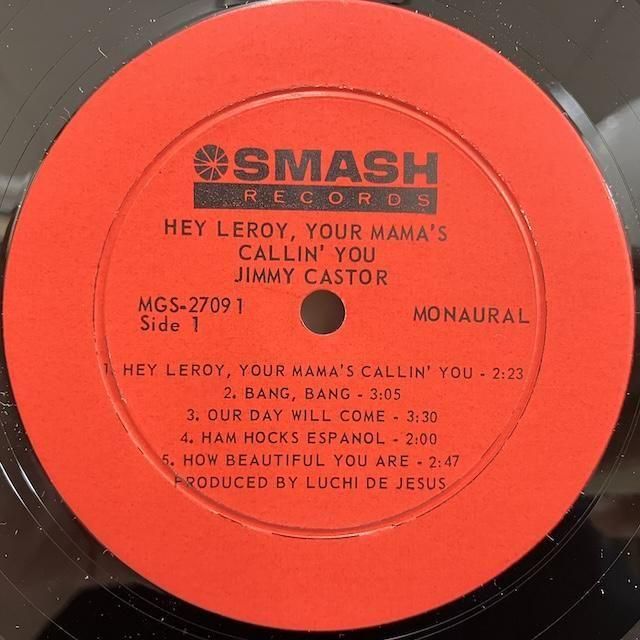 SMASH
RECORDS
HEY LEROY, YOUR MAMA'S
CALLIN' YOU
JIMMY CASTOR
MGS-27091
Side 1
MONAURAL
1. HEY LEROY, YOUR MAMA'S CALLIN' YOU - 2:23
2. BANG, BANG - 3:05
3. OUR DAY WILL COME - 3:30
4. HAM HOCKS ESPANOL - 2:00
5. HOW BEAUTIFUL YOU ARE - 2:47
PRODUCED BY LUCHI DE JESUS